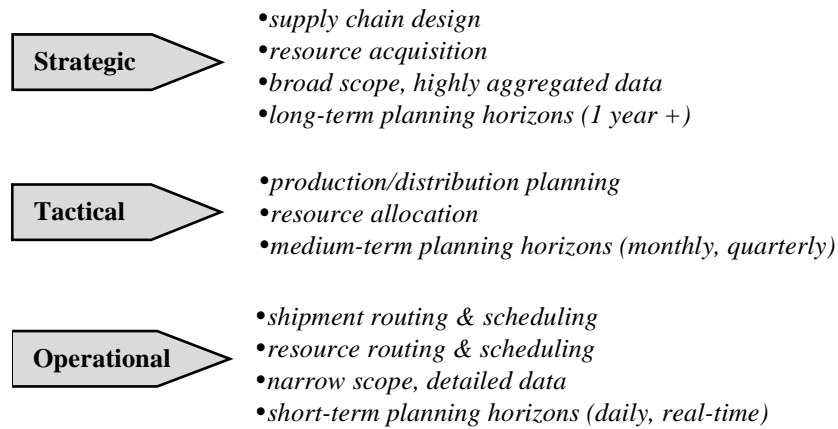 Strategic
•supply chain design
•resource acquisition
•broad scope, highly aggregated data
•long-term planning horizons (1 year +)
Tactical
•production/distribution planning
•resource allocation
•medium-term planning horizons (monthly, quarterly)
Operational
•shipment routing & scheduling
•resource routing & scheduling
•narrow scope, detailed data
•short-term planning horizons (daily, real-time)